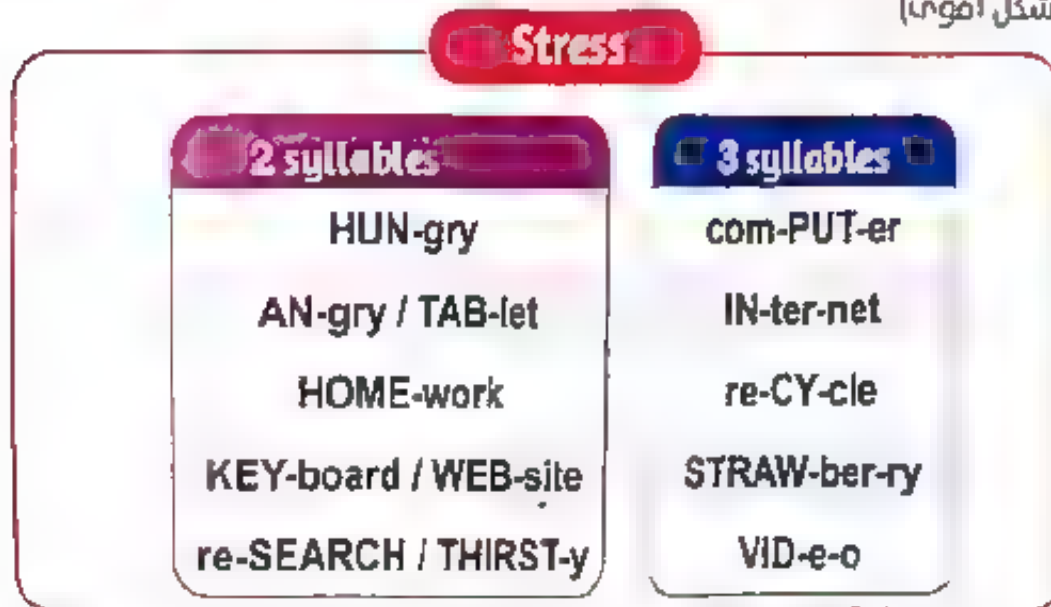 Stress
2 syllables
HUN-gry
AN-gry / TAB-let
HOME-work
KEY-board / WEB-site
re-SEARCH / THIRST-y
3 syllables
com-PUT-er
IN-ter-net
re-CY-cle
STRAW-ber-ry
VID-e-o